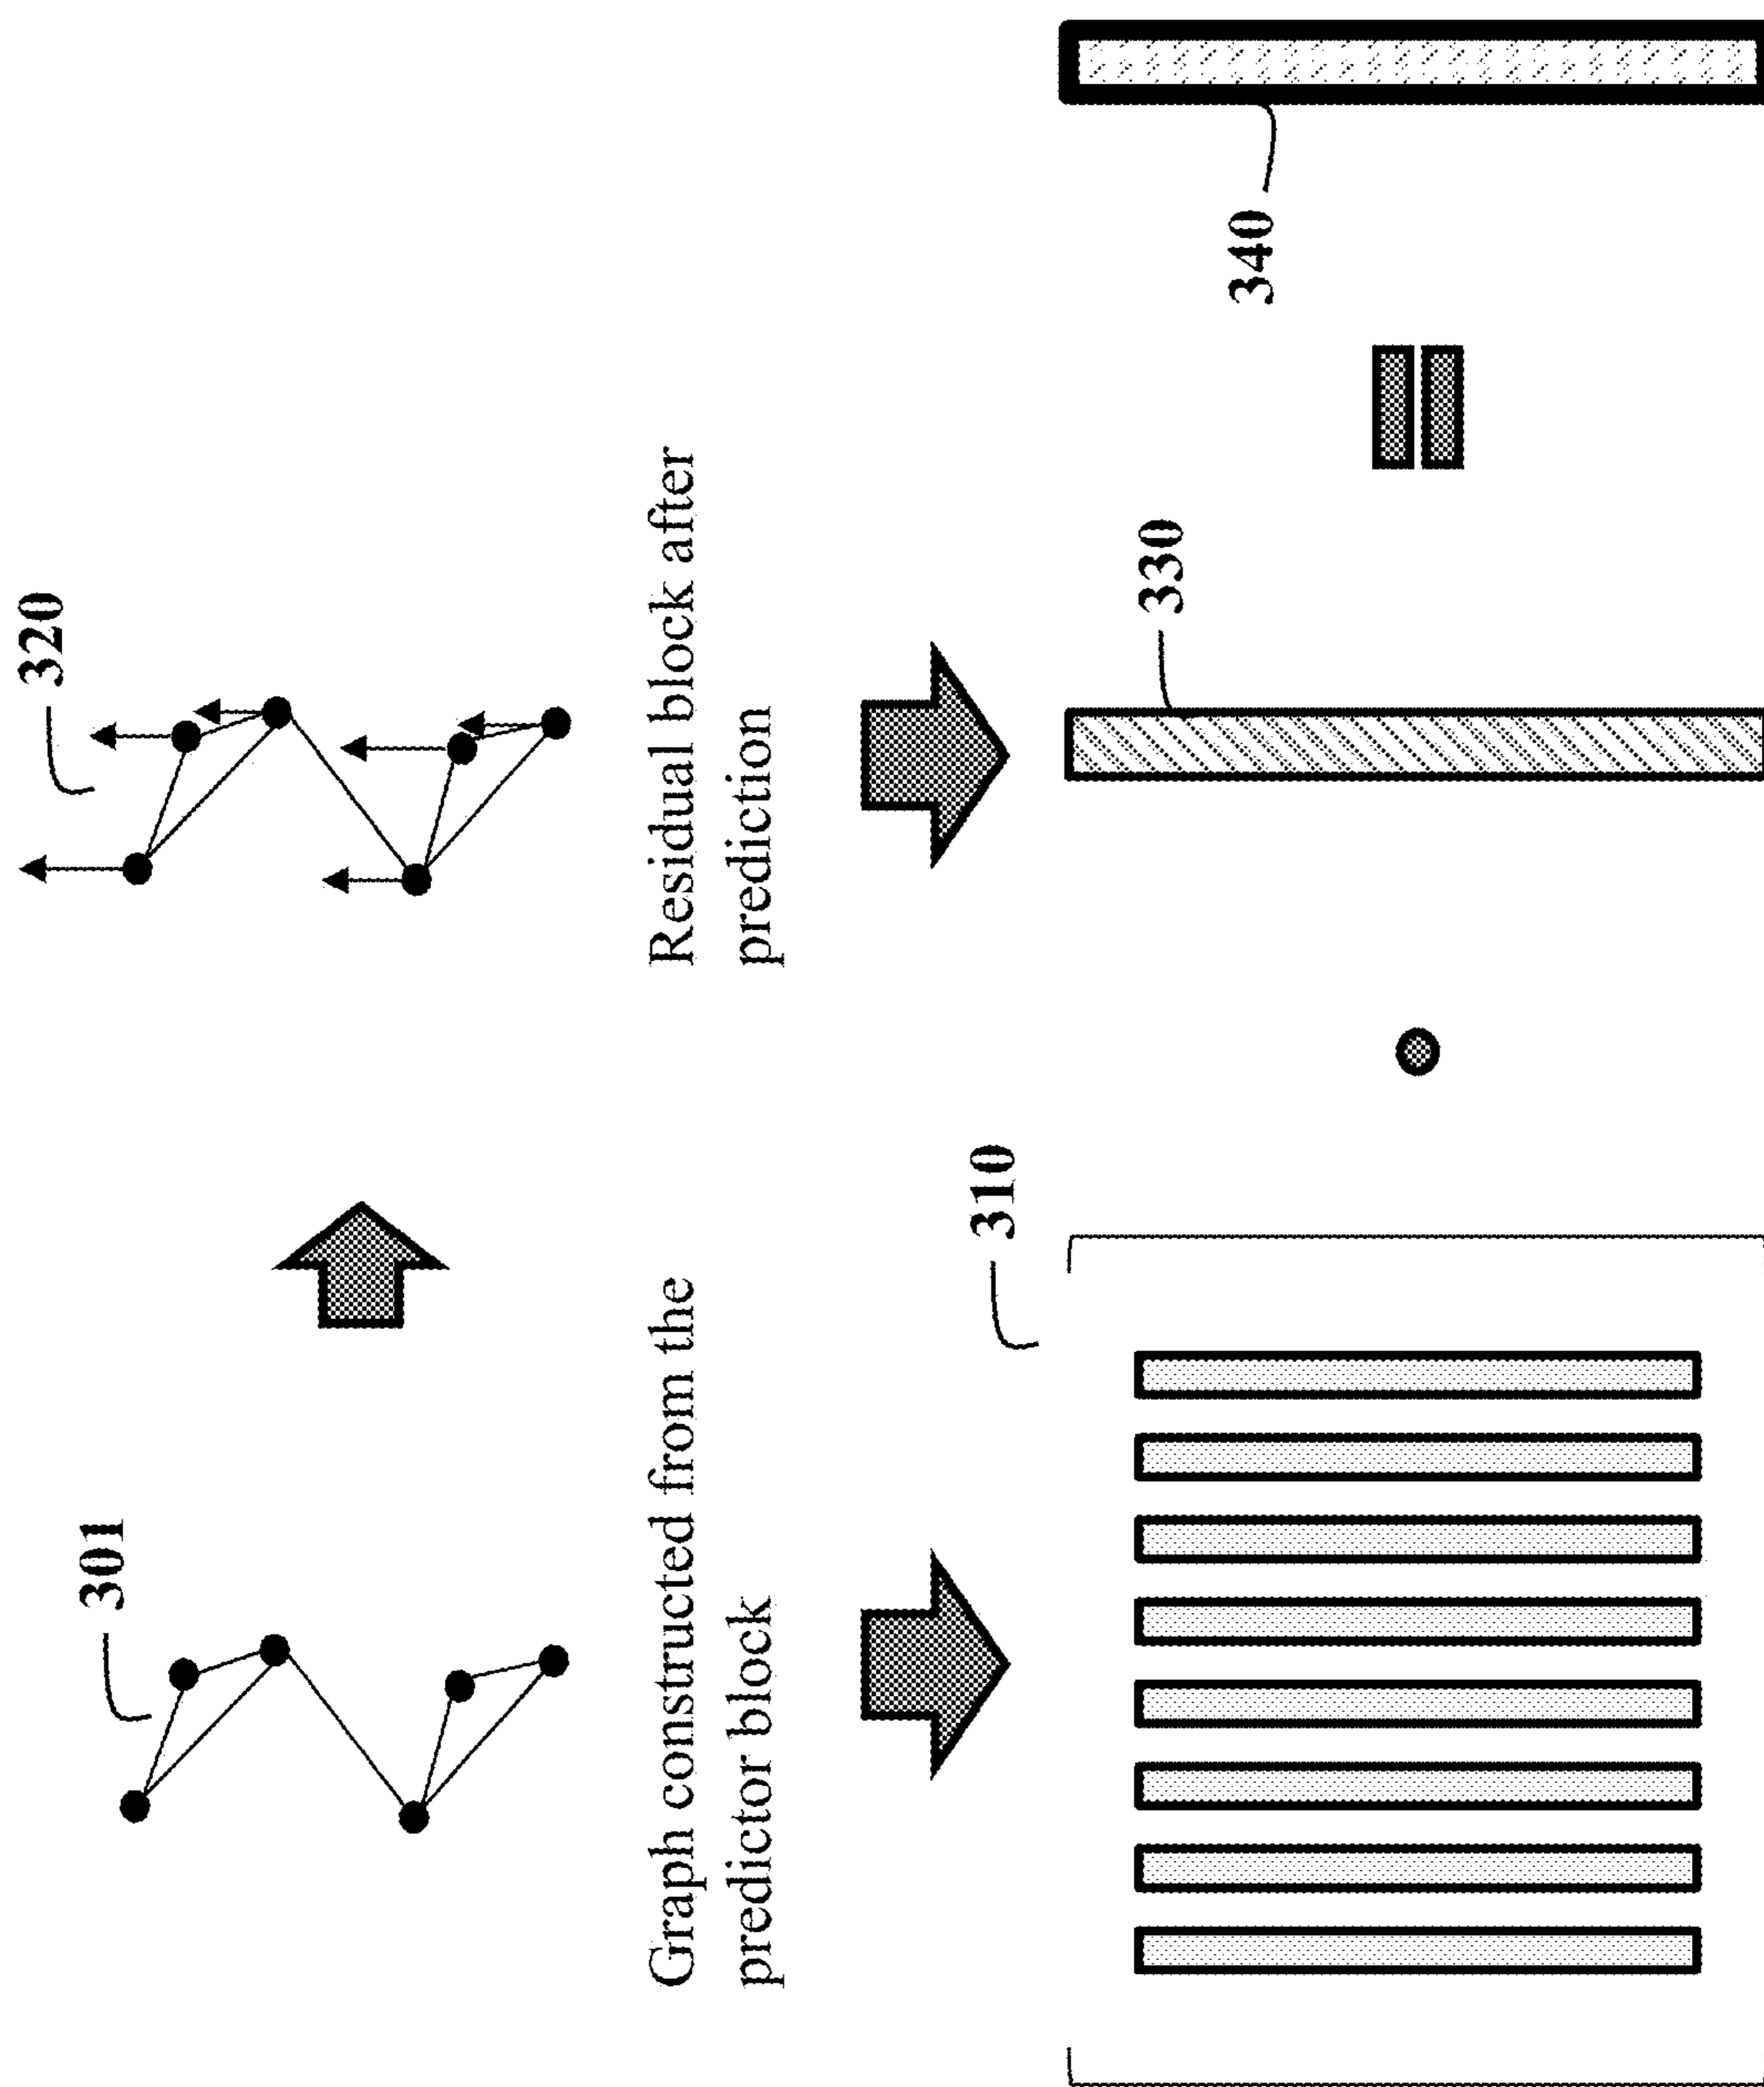 301
320
Graph constructed from the
predictor block
Residual block after
prediction
310
330
340